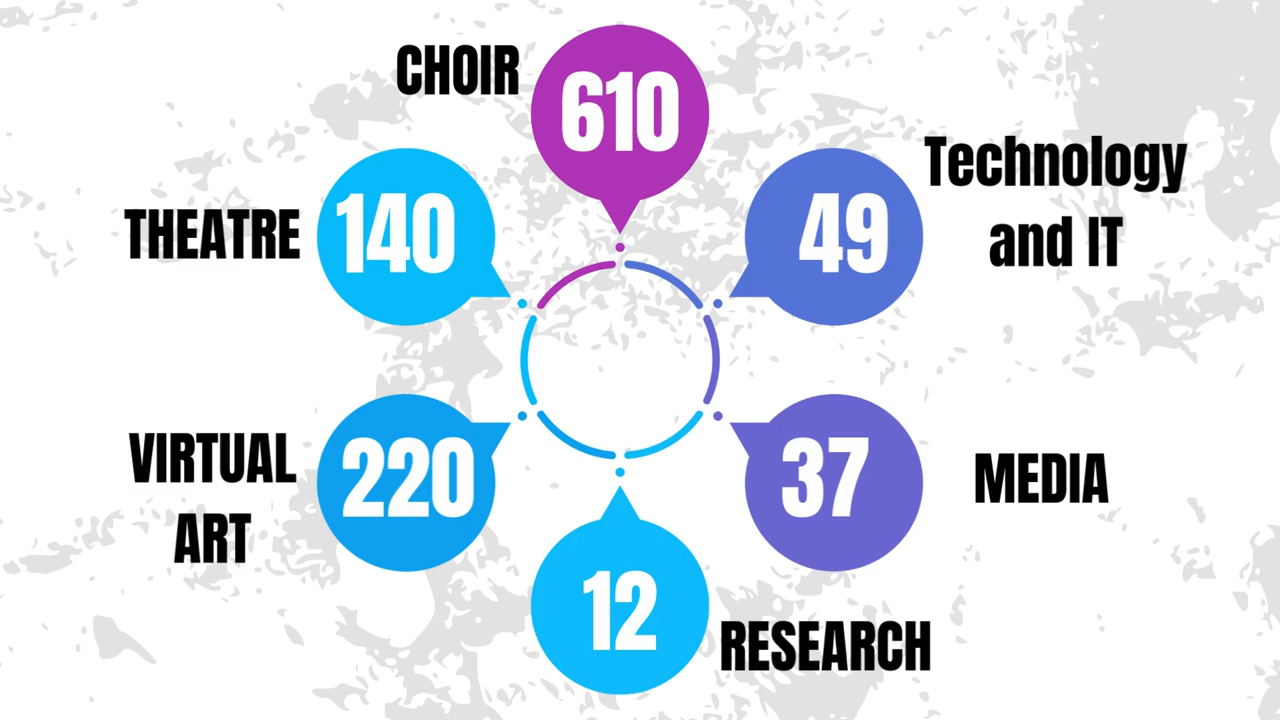 CHOIR
610
Technology
and IT
49
THEATRE
140
VIRTUAL
ART
220
37
MEDIA
12
RESEARCH